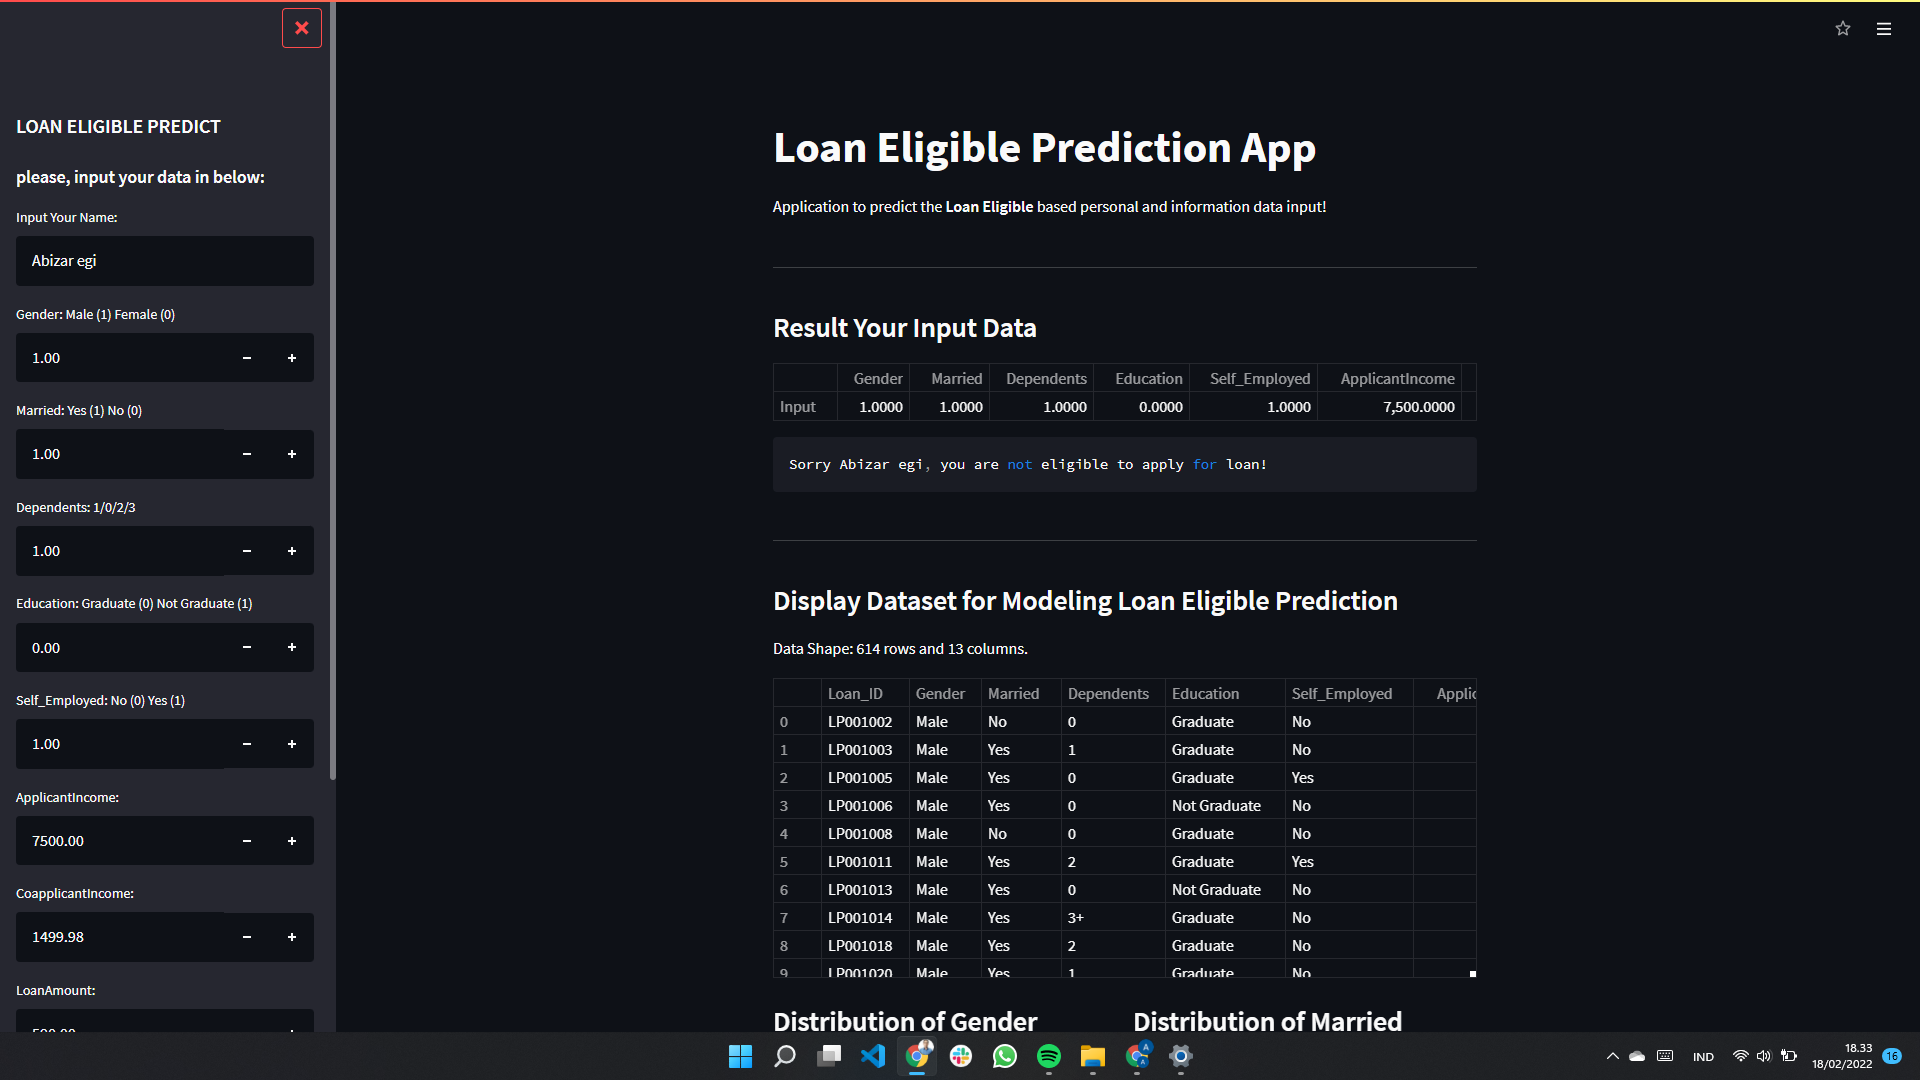 LOAN ELIGIBLE PREDICT
please, input your data in below:
Input Your Name:
Abizar egi
Gender: Male (1) Female (0)
1.00
Married: Yes (1) No (0)
1.00
Dependents: 1/0/2/3
1.00
Education: Graduate (0) Not Graduate (1)
0.00
Self_Employed: No (0) Yes (1)
1.00
ApplicantIncome:
7500.00
CoapplicantIncome:
1499.98
LoanAmount:
Loan Eligible Prediction App
Application to predict the Loan Eligible based personal and information data input!
Result Your Input Data
Gender Married Dependents Education Self_Employed ApplicantIncome
Input 1.0000 1.0000 1.0000 0.0000 1.0000 7,500.0000
Sorry Abizar egi, you are not eligible to apply for loan!
Display Dataset for Modeling Loan Eligible Prediction
Data Shape: 614 rows and 13 columns.
Loan_ID Gender Married Dependents Education Self_Employed Applic
0 LP001002 Male No 0 Graduate No
1 LP001003 Male Yes 1 Graduate No
2 LP001005 Male Yes 0 Graduate Yes
3 LP001006 Male Yes 0 Not Graduate No
4 LP001008 Male No 0 Graduate No
5 LP001011 Male Yes 2 Graduate Yes
6 LP001013 Male Yes 0 Not Graduate No
7 LP001014 Male Yes 3+ Graduate No
8 LP001018 Male Yes 2 Graduate No
9 LP001020 Male Yes 1 Graduate No
Distribution of Gender Distribution of Married
IND
18.33
18/02/2022
16